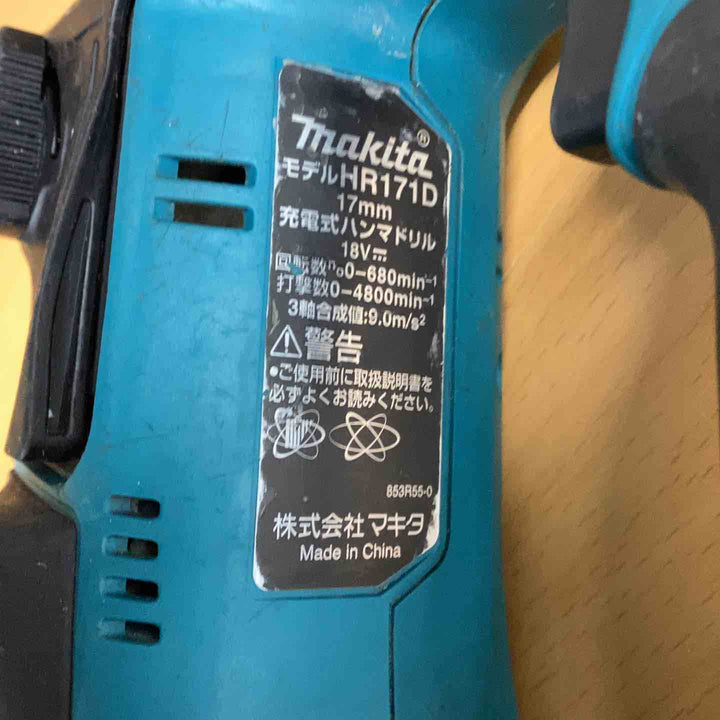 makita®
モデルHR171D
17mm
充電式ハンマドリル
18V⎓
回転数 n₀0-680min⁻¹
打撃数0-4800min⁻¹
3軸合成値:9.0m/s²
⚠警告
•ご使用前に取扱説明書を
必ずよくお読みください。
853R55-0
株式会社マキタ
Made in China